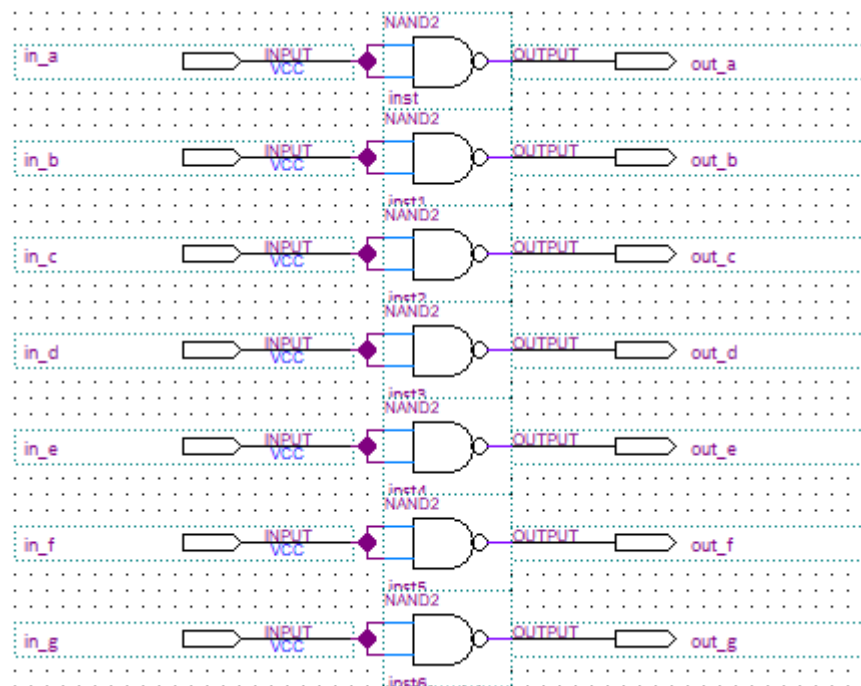 NAND2
in_a INPUT VCC OUTPUT out_a
inst
NAND2
in_b INPUT VCC OUTPUT out_b
inst1
NAND2
in_c INPUT VCC OUTPUT out_c
inst2
NAND2
in_d INPUT VCC OUTPUT out_d
inst3
NAND2
in_e INPUT VCC OUTPUT out_e
inst4
NAND2
in_f INPUT VCC OUTPUT out_f
inst5
NAND2
in_g INPUT VCC OUTPUT out_g
inst6